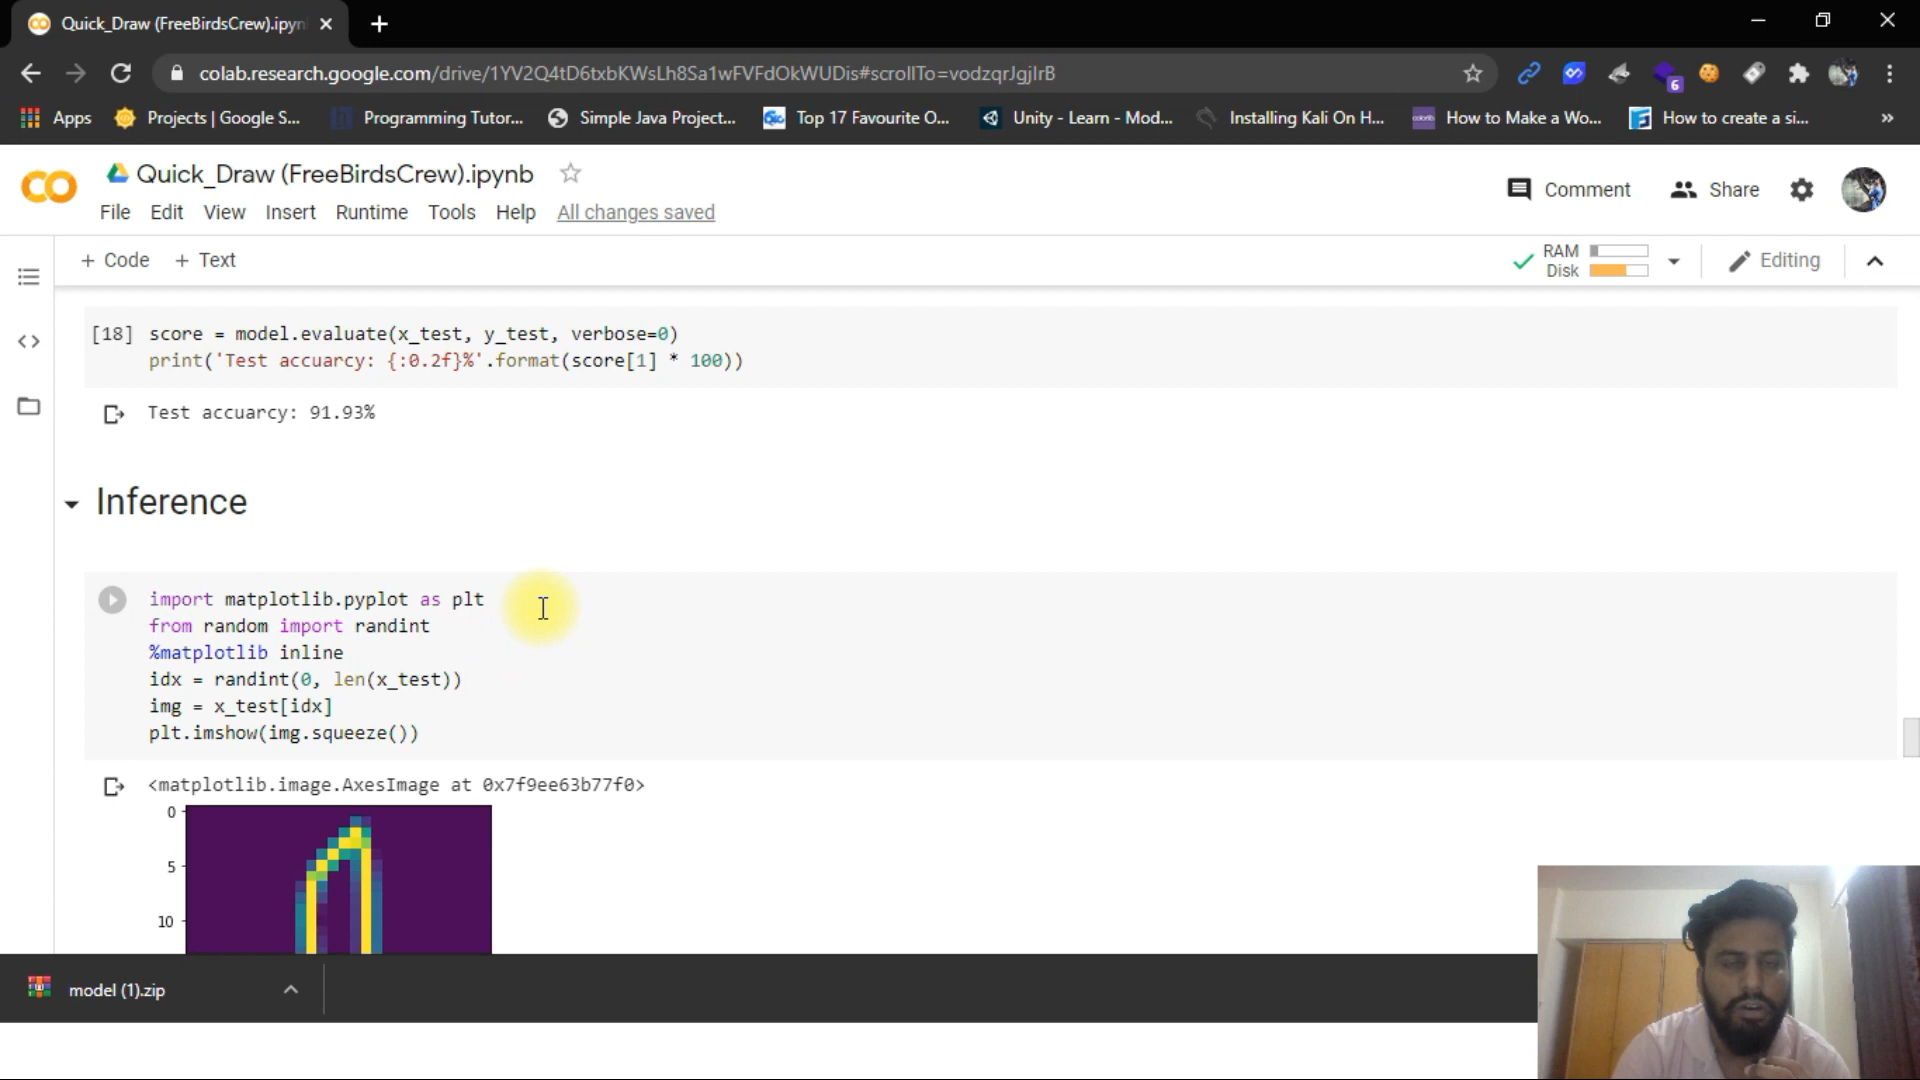 Quick_Draw (FreeBirdsCrew).ipyn
colab.research.google.com/drive/1YV2Q4tD6txbKWsLh8Sa1wFVFdOkWUDis#scrollTo=vodzqrJgjIrB
6
Apps
Projects | Google S...
Programming Tutor...
Simple Java Project...
Top 17 Favourite O...
Unity - Learn - Mod...
Installing Kali On H...
How to Make a Wo...
How to create a si...
»
Quick_Draw (FreeBirdsCrew).ipynb
Comment
Share
File Edit View Insert Runtime Tools Help All changes saved
+ Code + Text
RAM
Disk
Editing
[18] score = model.evaluate(x_test, y_test, verbose=0)
print('Test accuarcy: {:0.2f}%'.format(score[1] * 100))
Test accuarcy: 91.93%
Inference
import matplotlib.pyplot as plt
from random import randint
%matplotlib inline
idx = randint(0, len(x_test))
img = x_test[idx]
plt.imshow(img.squeeze())
<matplotlib.image.AxesImage at 0x7f9ee63b77f0>
0
5
10
model (1).zip